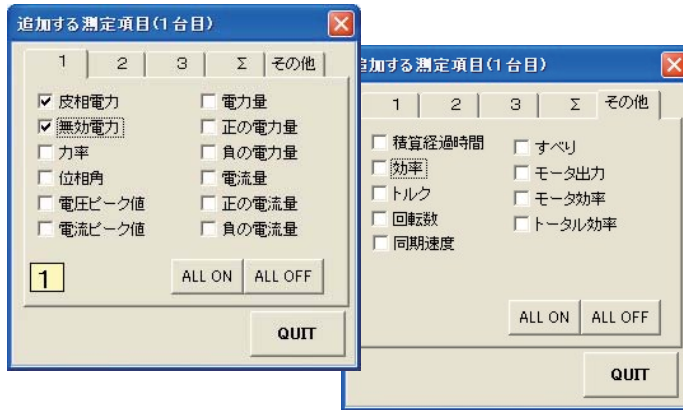 追加する測定項目(1台目)
1 2 3 Σ その他
皮相電力 電力量
無効電力 正の電力量
力率 負の電力量
位相角 電流量
電圧ピーク値 正の電流量
電流ピーク値 負の電流量
1 ALL ON ALL OFF
QUIT
追加する測定項目(1台目)
1 2 3 Σ その他
積算経過時間 すべり
効率 モータ出力
トルク モータ効率
回転数 トータル効率
同期速度
ALL ON ALL OFF
QUIT